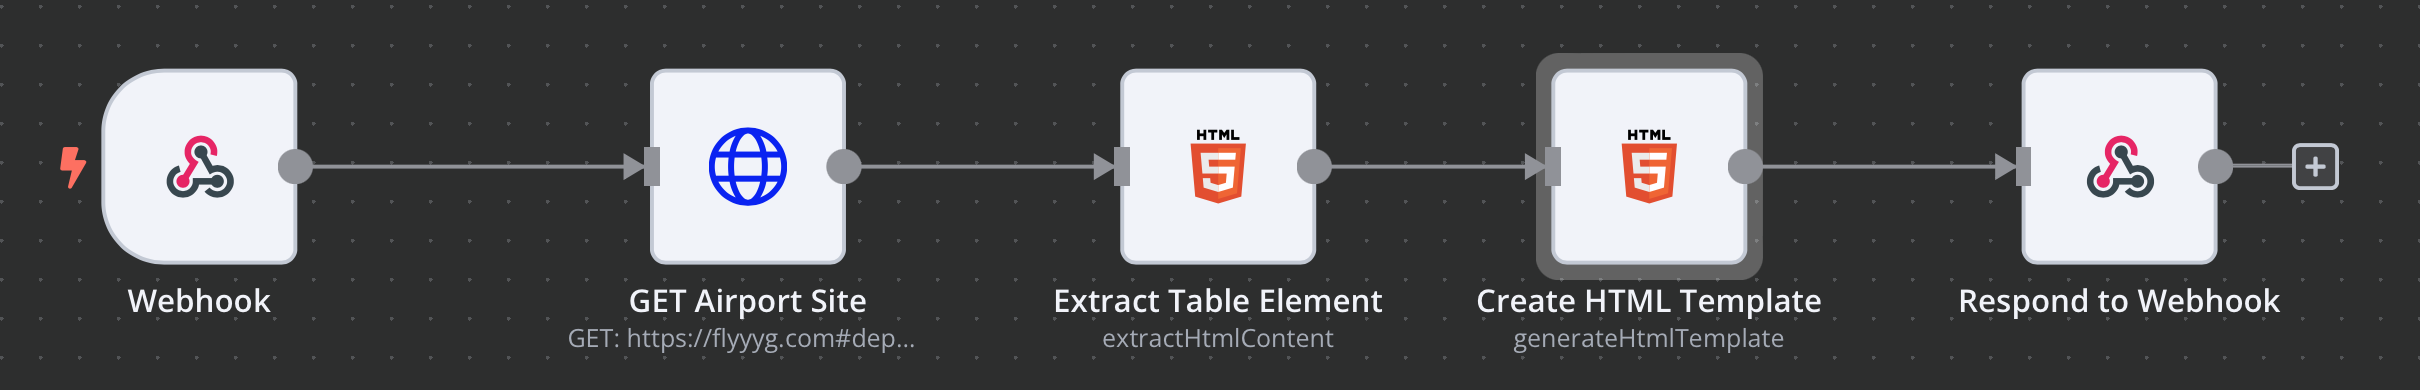 HTML
HTML
Webhook
GET Airport Site
Extract Table Element
Create HTML Template
Respond to Webhook
GET: https://flyyyg.com#dep...
extractHtmlContent
generateHtmlTemplate